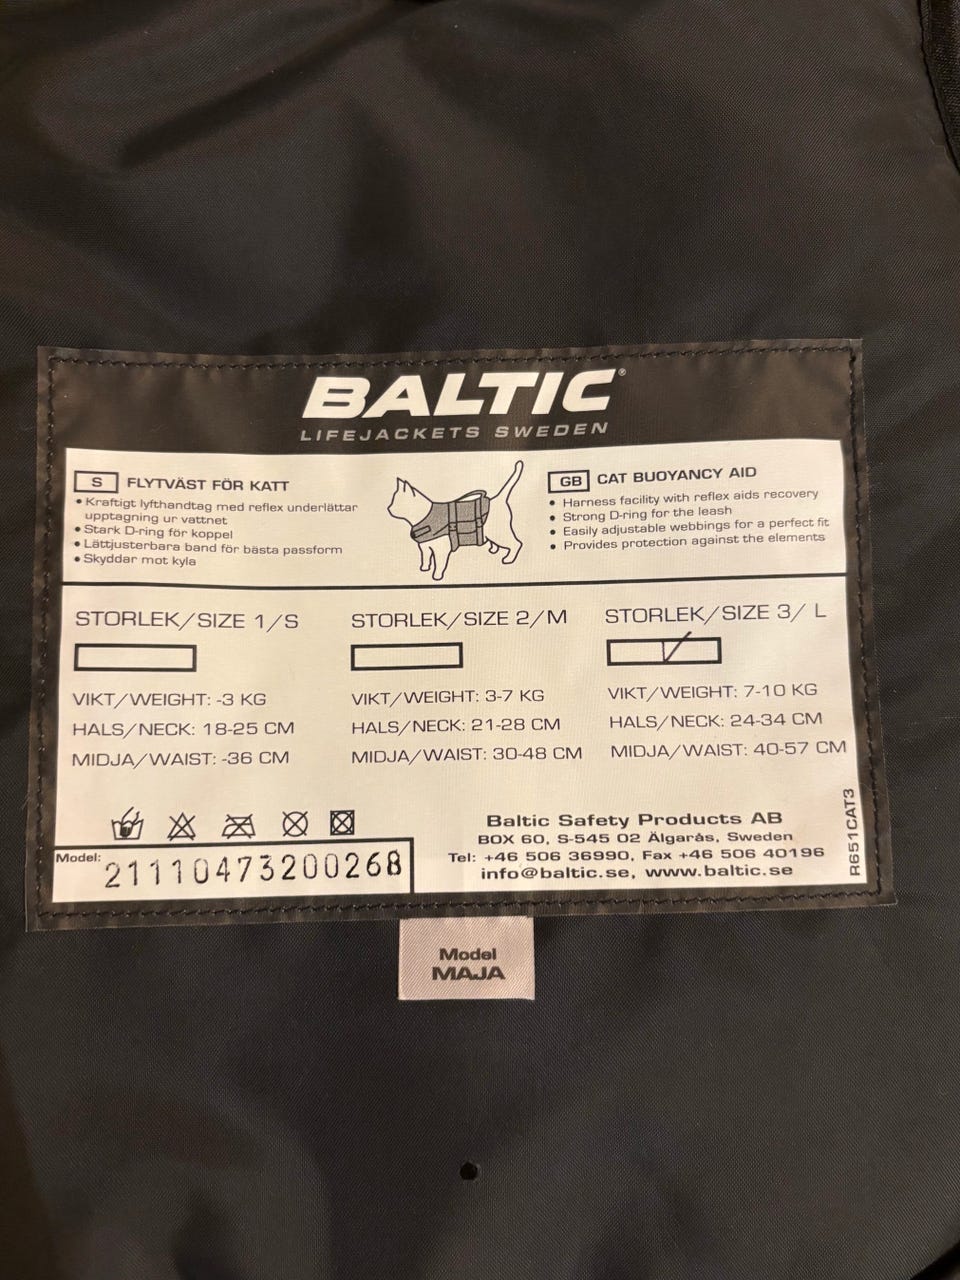 BALTIC®
LIFEJACKETS SWEDEN
S FLYTVÄST FÖR KATT
• Kraftigt lyfthandtag med reflex underlättar
upptagning ur vattnet
• Stark D-ring för koppel
• Lättjusterbara band för bästa passform
• Skyddar mot kyla
GB CAT BUOYANCY AID
• Harness facility with reflex aids recovery
• Strong D-ring for the leash
• Easily adjustable webbings for a perfect fit
• Provides protection against the elements
STORLEK/SIZE 1/S
VIKT/WEIGHT: -3 KG
HALS/NECK: 18-25 CM
MIDJA/WAIST: -36 CM
STORLEK/SIZE 2/M
VIKT/WEIGHT: 3-7 KG
HALS/NECK: 21-28 CM
MIDJA/WAIST: 30-48 CM
STORLEK/SIZE 3/ L
VIKT/WEIGHT: 7-10 KG
HALS/NECK: 24-34 CM
MIDJA/WAIST: 40-57 CM
Model: 21110473200268
Baltic Safety Products AB
BOX 60, S-545 02 Älgarås, Sweden
Tel: +46 506 36990, Fax +46 506 40196
info@baltic.se, www.baltic.se
R651CAT3
Model
MAJA